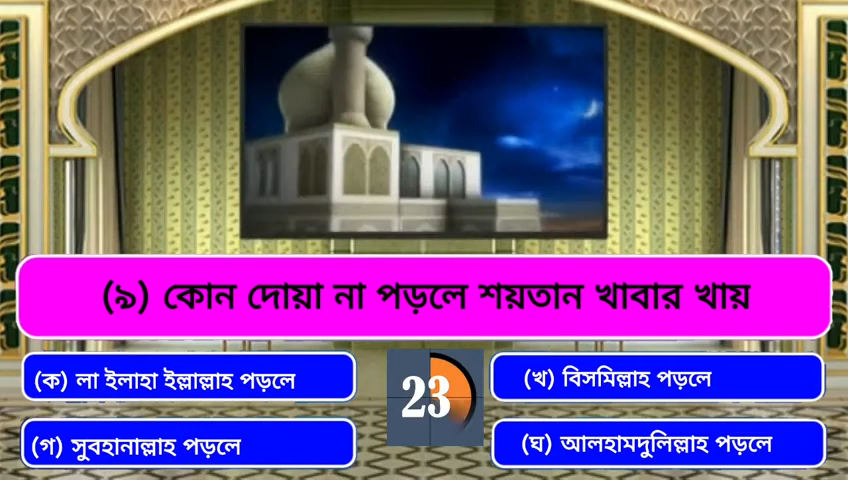 (৯) কোন দোয়া না পড়লে শয়তান খাবার খায়
(ক) লা ইলাহা ইল্লাল্লাহ পড়লে
(খ) বিসমিল্লাহ পড়লে
23
(গ) সুবহানাল্লাহ পড়লে
(ঘ) আলহামদুলিল্লাহ পড়লে